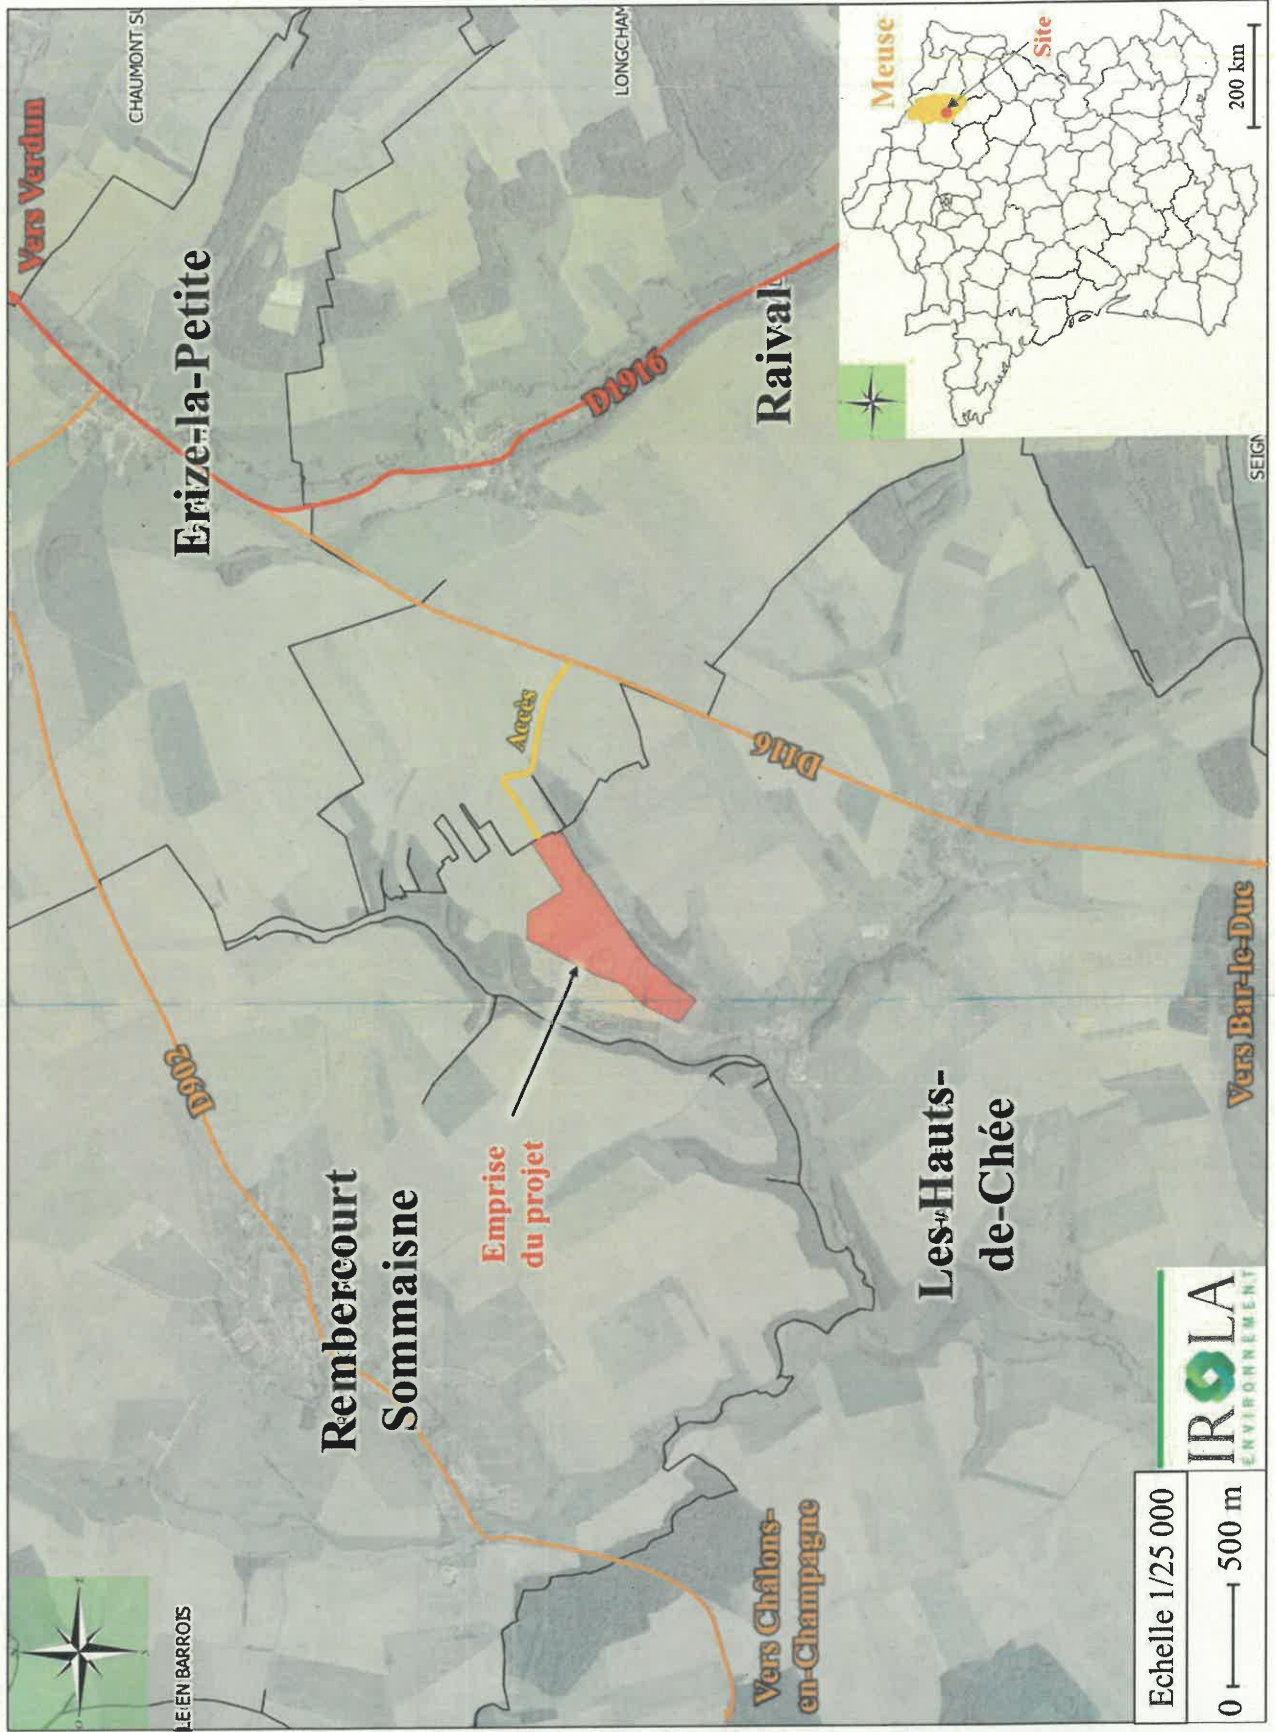 Vers Verdun
CHAUMONT SU
LONGCHAM
Erize-la-Petite
D1916
Raival
Meuse
Site
200 km
LE EN BARROIS
D902
Rembercourt
Sommaisne
Emprise
du projet
Accès
D116
Les Hauts-
de-Chée
SEIGN
Vers Bar-le-Duc
Vers Châlons-
en-Champagne
Echelle 1/25 000
0 500 m
IROLA
ENVIRONNEMENT